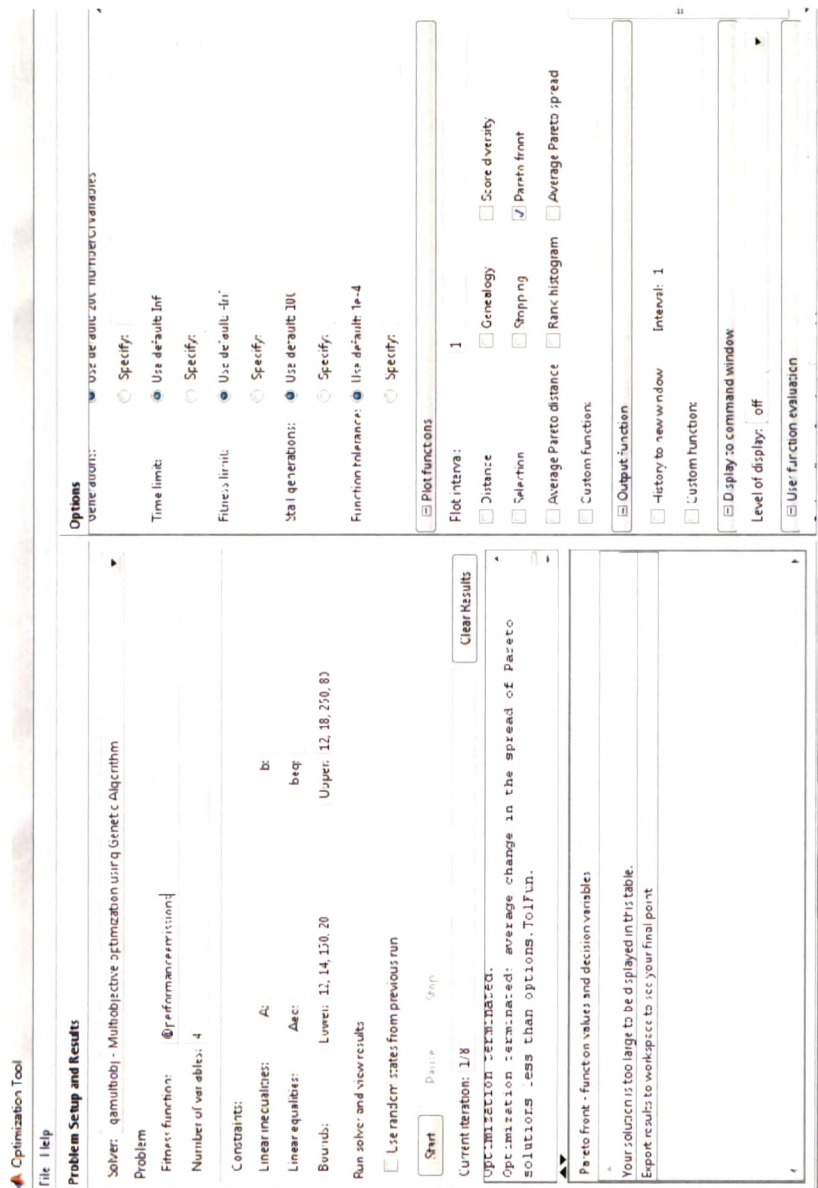 Optimization Tool
File Help
Problem Setup and Results
Solver: gamultiobj - Multiobjective optimization using Genetic Algorithm
Problem
Fitness function: @performanceemissions
Number of variables: 4
Constraints:
Linear inequalities: A: b:
Linear equalities: Aeq: beq:
Bounds: Lower: 12, 14, 150, 20 Upper: 12, 18, 250, 80
Run solver and view results
Use random states from previous run
Start Pause Stop
Current iteration: 178 Clear Results
Optimization terminated.
Optimization terminated: average change in the spread of Pareto
solutions less than options.TolFun.
Pareto front - function values and decision variables
Your solution is too large to be displayed in this table.
Export results to workspace to see your final point
Options
Generations: Use default: 200*numberOfVariables
Specify:
Time limit: Use default: Inf
Specify:
Fitness limit: Use default: -Inf
Specify:
Stall generations: Use default: 100
Specify:
Function tolerance: Use default: 1e-4
Specify:
Plot functions
Plot interval: 1
Distance Genealogy Score diversity
Selection Stopping Pareto front
Average Pareto distance Rank histogram Average Pareto spread
Custom function:
Output function
History to new window Interval: 1
Custom function:
Display to command window
Level of display: off
User function evaluation